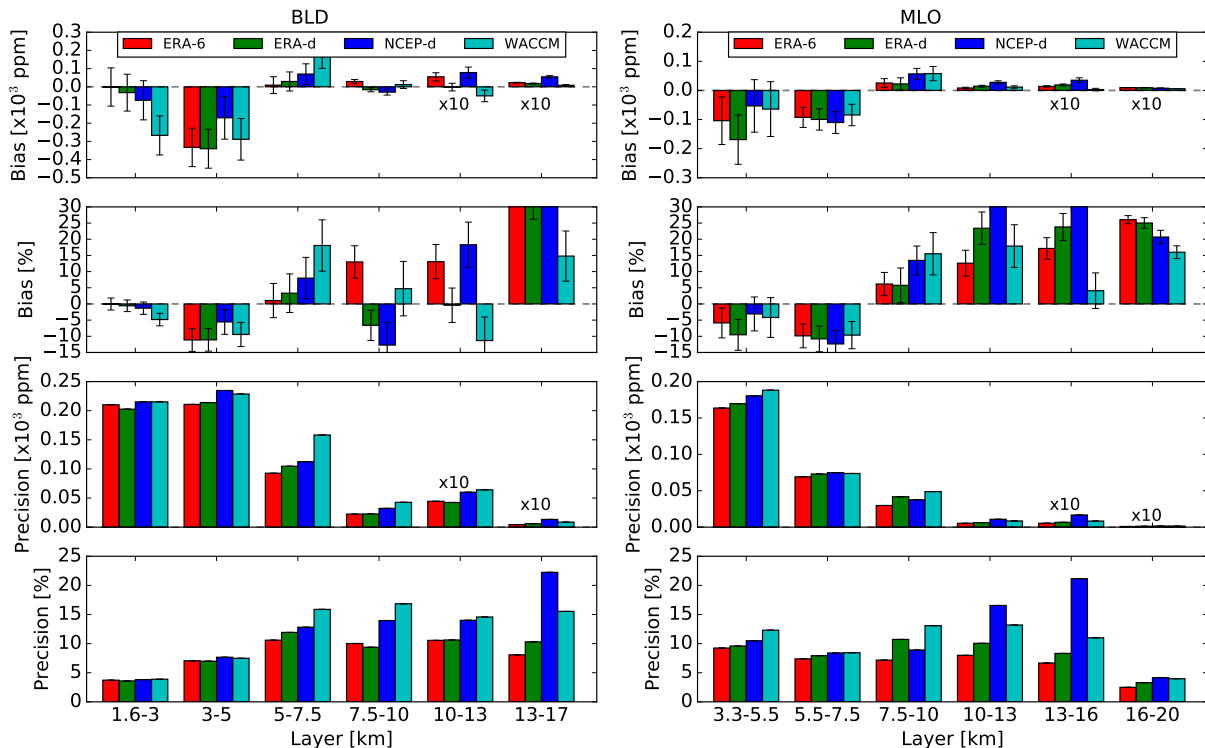 BLD
ERA-6 ERA-d NCEP-d WACCM
Bias [x10³ ppm]
0.3
0.2
0.1
0.0
−0.1
−0.2
−0.3
−0.4
−0.5
x10 x10
Bias [%]
30
25
20
15
10
5
0
−5
−10
−15
Precision [x10³ ppm]
0.25
0.20
0.15
0.10
0.05
0.00
x10
x10
Precision [%]
25
20
15
10
5
0
1.6-3 3-5 5-7.5 7.5-10 10-13 13-17
Layer [km]
MLO
ERA-6 ERA-d NCEP-d WACCM
Bias [x10³ ppm]
0.2
0.1
0.0
−0.1
−0.2
−0.3
x10 x10
Bias [%]
30
25
20
15
10
5
0
−5
−10
−15
Precision [x10³ ppm]
0.20
0.15
0.10
0.05
0.00
x10 x10
Precision [%]
25
20
15
10
5
0
3.3-5.5 5.5-7.5 7.5-10 10-13 13-16 16-20
Layer [km]